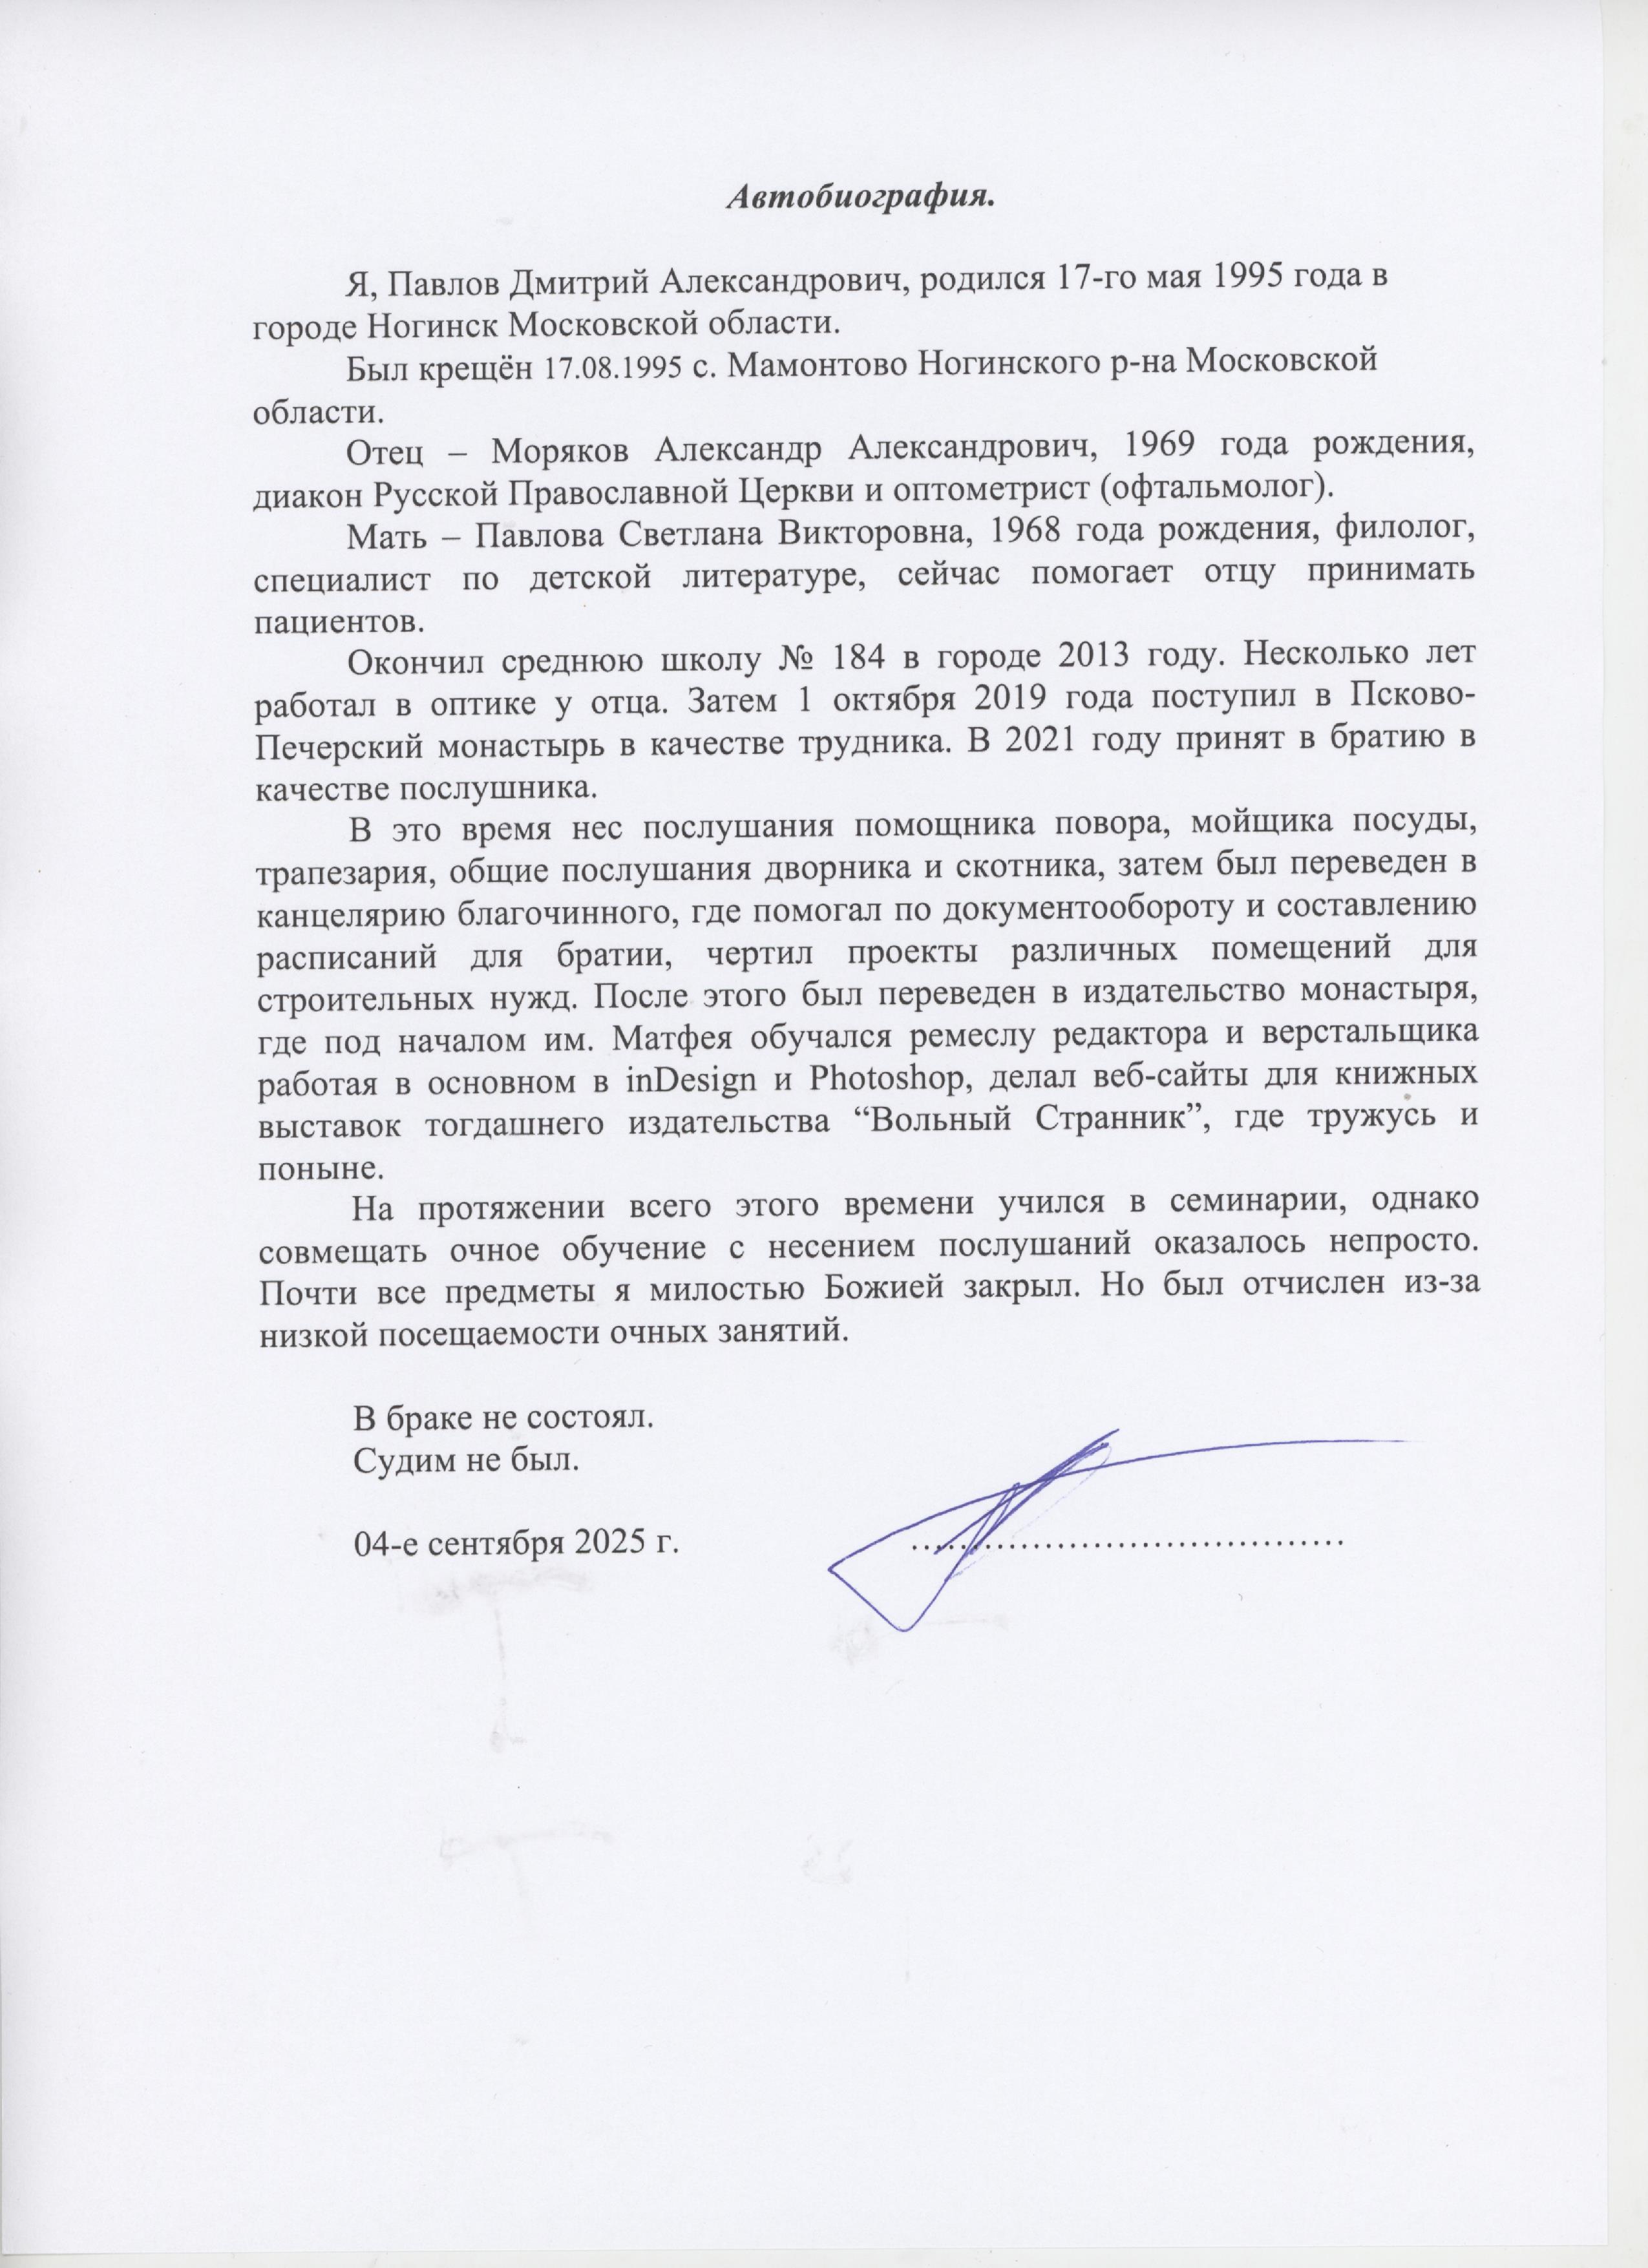 Автобиография.
Я, Павлов Дмитрий Александрович, родился 17-го мая 1995 года в
городе Ногинск Московской области.
Был крещён 17.08.1995 с. Мамонтово Ногинского р-на Московской
области.
Отец – Моряков Александр Александрович, 1969 года рождения,
диакон Русской Православной Церкви и оптометрист (офтальмолог).
Мать – Павлова Светлана Викторовна, 1968 года рождения, филолог,
специалист по детской литературе, сейчас помогает отцу принимать
пациентов.
Окончил среднюю школу № 184 в городе 2013 году. Несколько лет
работал в оптике у отца. Затем 1 октября 2019 года поступил в Псково-
Печерский монастырь в качестве трудника. В 2021 году принят в братию в
качестве послушника.
В это время нес послушания помощника повора, мойщика посуды,
трапезария, общие послушания дворника и скотника, затем был переведен в
канцелярию благочинного, где помогал по документообороту и составлению
расписаний для братии, чертил проекты различных помещений для
строительных нужд. После этого был переведен в издательство монастыря,
где под началом им. Матфея обучался ремеслу редактора и верстальщика
работая в основном в inDesign и Photoshop, делал веб-сайты для книжных
выставок тогдашнего издательства “Вольный Странник”, где тружусь и
поныне.
На протяжении всего этого времени учился в семинарии, однако
совмещать очное обучение с несением послушаний оказалось непросто.
Почти все предметы я милостью Божией закрыл. Но был отчислен из-за
низкой посещаемости очных занятий.
В браке не состоял.
Судим не был.
04-е сентября 2025 г. ....................................